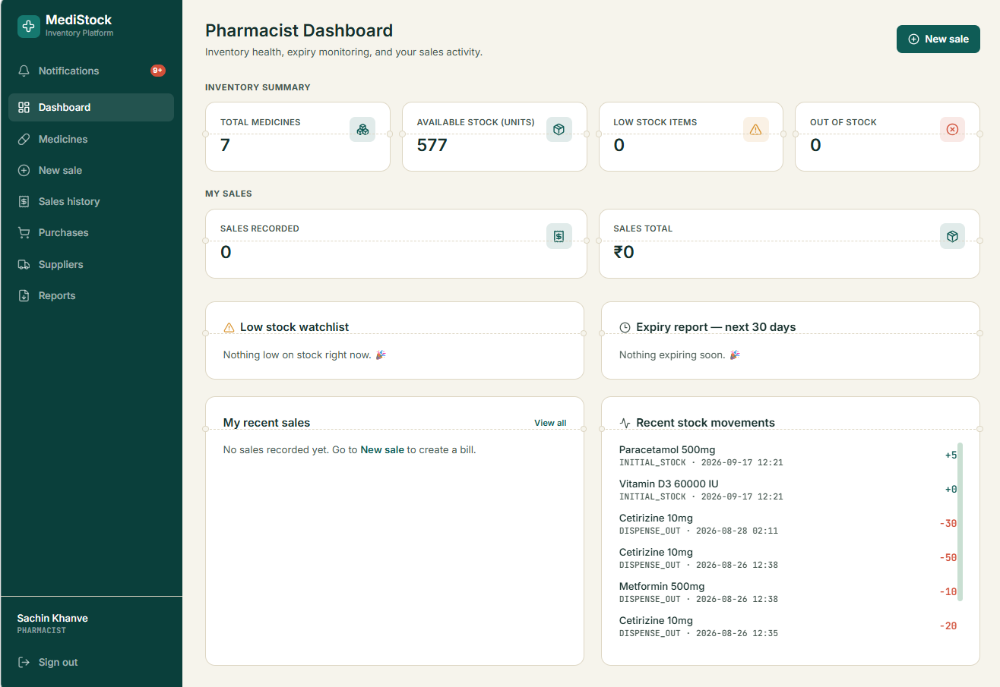 MediStock
Inventory Platform
Notifications 9+
Dashboard
Medicines
New sale
Sales history
Purchases
Suppliers
Reports
Sachin Khanve
PHARMACIST
Sign out
Pharmacist Dashboard
Inventory health, expiry monitoring, and your sales activity.
New sale
INVENTORY SUMMARY
TOTAL MEDICINES
7
AVAILABLE STOCK (UNITS)
577
LOW STOCK ITEMS
0
OUT OF STOCK
0
MY SALES
SALES RECORDED
0
SALES TOTAL
₹0
Low stock watchlist
Nothing low on stock right now. 🎉
Expiry report — next 30 days
Nothing expiring soon. 🎉
My recent sales View all
No sales recorded yet. Go to New sale to create a bill.
Recent stock movements
Paracetamol 500mg
INITIAL_STOCK · 2026-09-17 12:21
+5
Vitamin D3 60000 IU
INITIAL_STOCK · 2026-09-17 12:21
+0
Cetirizine 10mg
DISPENSE_OUT · 2026-08-28 02:11
-30
Cetirizine 10mg
DISPENSE_OUT · 2026-08-26 12:38
-50
Metformin 500mg
DISPENSE_OUT · 2026-08-26 12:38
-10
Cetirizine 10mg
DISPENSE_OUT · 2026-08-26 12:35
-20